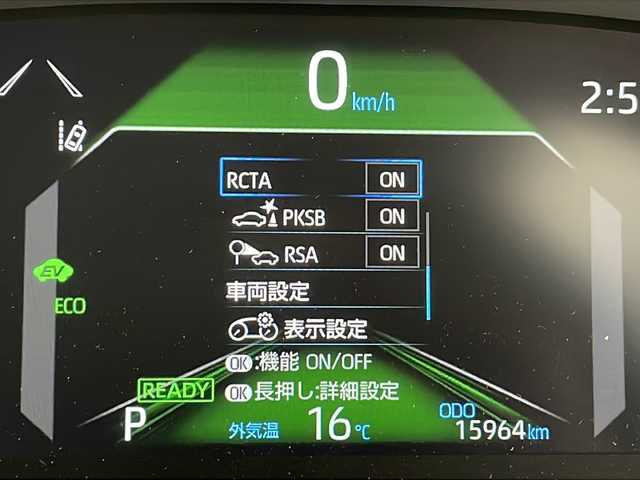 0 km/h
2:5
RCTA ON
PKSB ON
RSA ON
車両設定
EV
ECO
表示設定
OK:機能 ON/OFF
READY
OK長押し:詳細設定
P
外気温 16℃
ODO
15964km